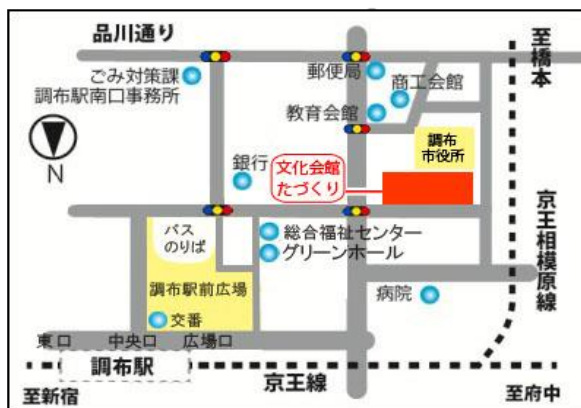 品川通り
至橋本
ごみ対策課
調布駅南口事務所
郵便局
商工会館
教育会館
調布
市役所
N
銀行
文化会館
たづくり
京王相模原線
バス
のりば
総合福祉センター
グリーンホール
調布駅前広場
病院
交番
東口
中央口
広場口
調布駅
京王線
至新宿
至府中